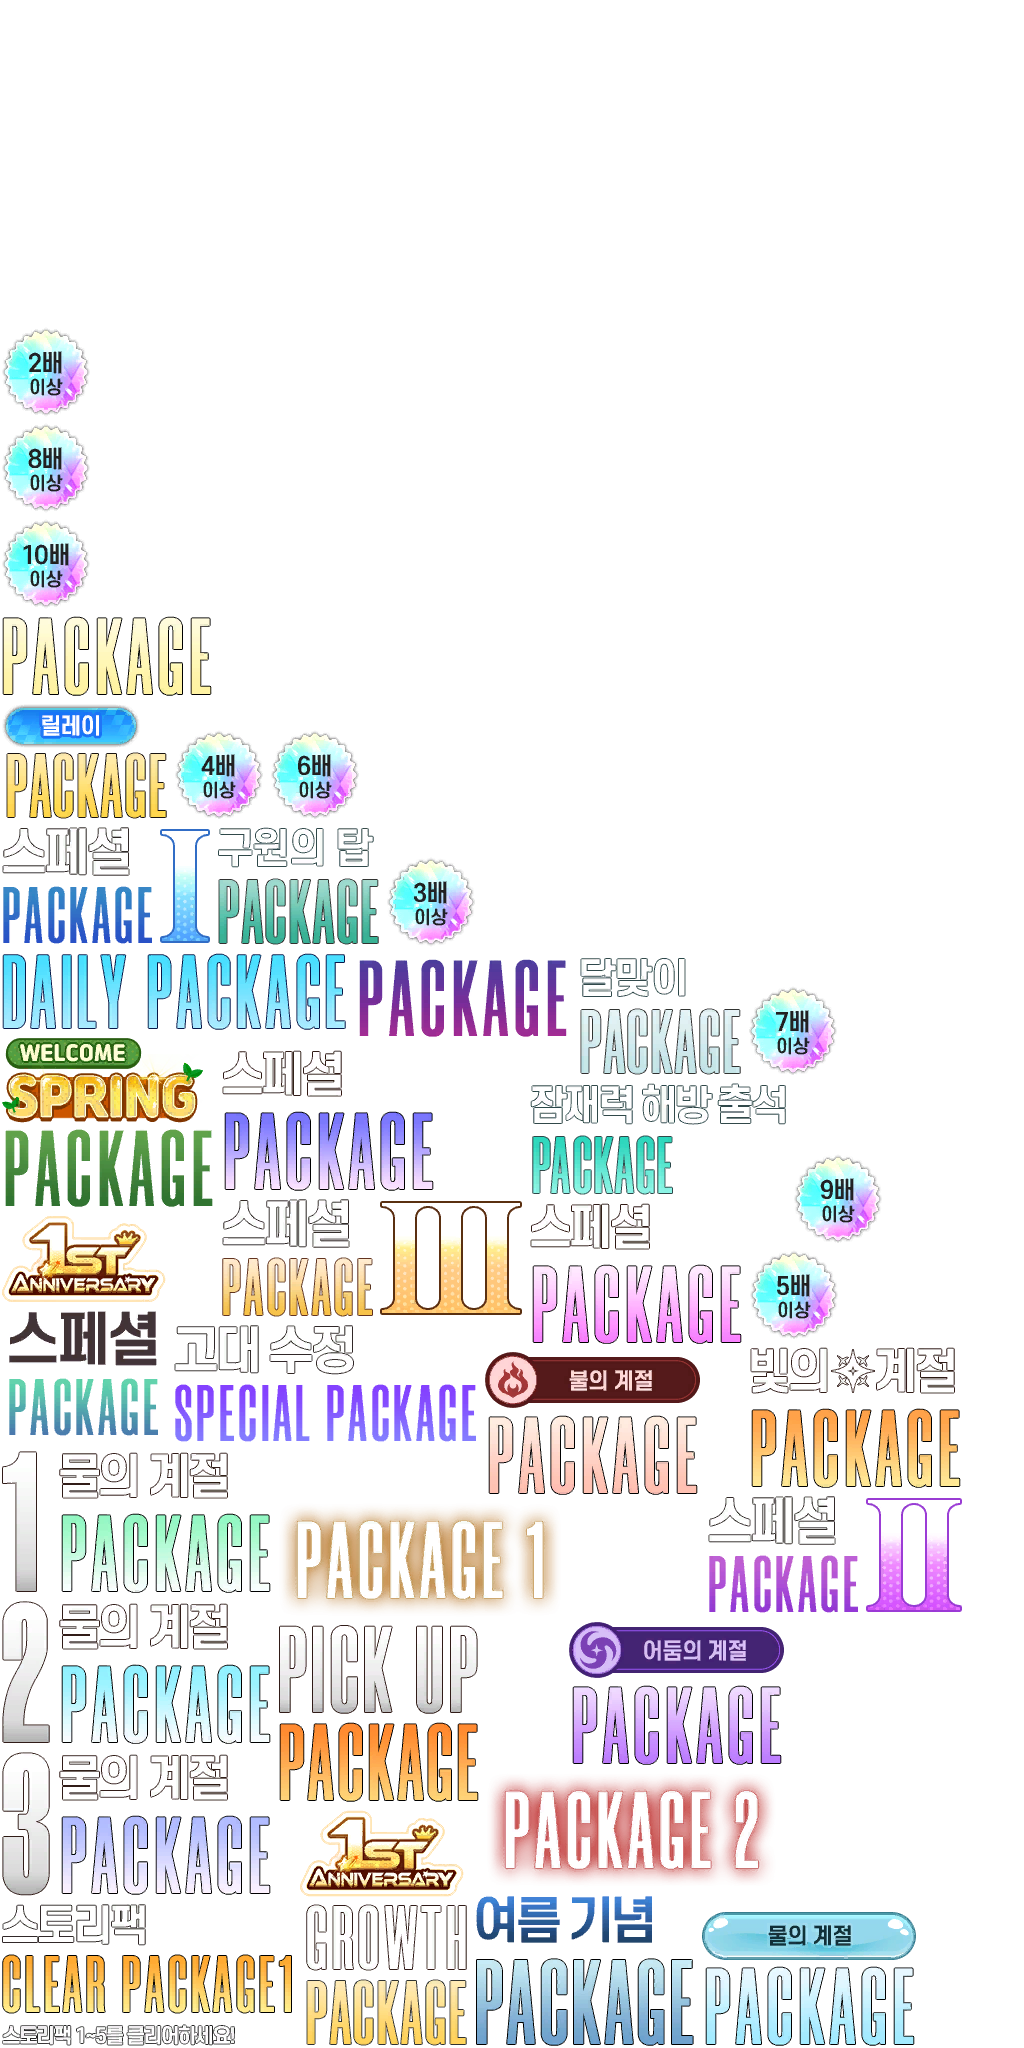 2배
이상
8배
이상
10배
이상
PACKAGE
릴레이
PACKAGE
4배
이상
6배
이상
스페셜
PACKAGE
I
구원의 탑
PACKAGE
3배
이상
DAILY PACKAGE
PACKAGE
달맞이
PACKAGE
7배
이상
WELCOME
SPRING
PACKAGE
스페셜
PACKAGE
잠재력 해방 출석
PACKAGE
9배
이상
1ST
ANNIVERSARY
스페셜
PACKAGE
스페셜
PACKAGE
III
스페셜
PACKAGE
5배
이상
고대 수정
SPECIAL PACKAGE
불의 계절
PACKAGE
빛의 계절
PACKAGE
1
물의 계절
PACKAGE
PACKAGE 1
스페셜
PACKAGE
II
2
물의 계절
PACKAGE
PICK UP
PACKAGE
어둠의 계절
PACKAGE
3
물의 계절
PACKAGE
1ST
ANNIVERSARY
GROWTH
PACKAGE
PACKAGE 2
스토리팩
CLEAR PACKAGE1
스토리팩 1~5를 클리어하세요!
여름 기념
PACKAGE
물의 계절
PACKAGE